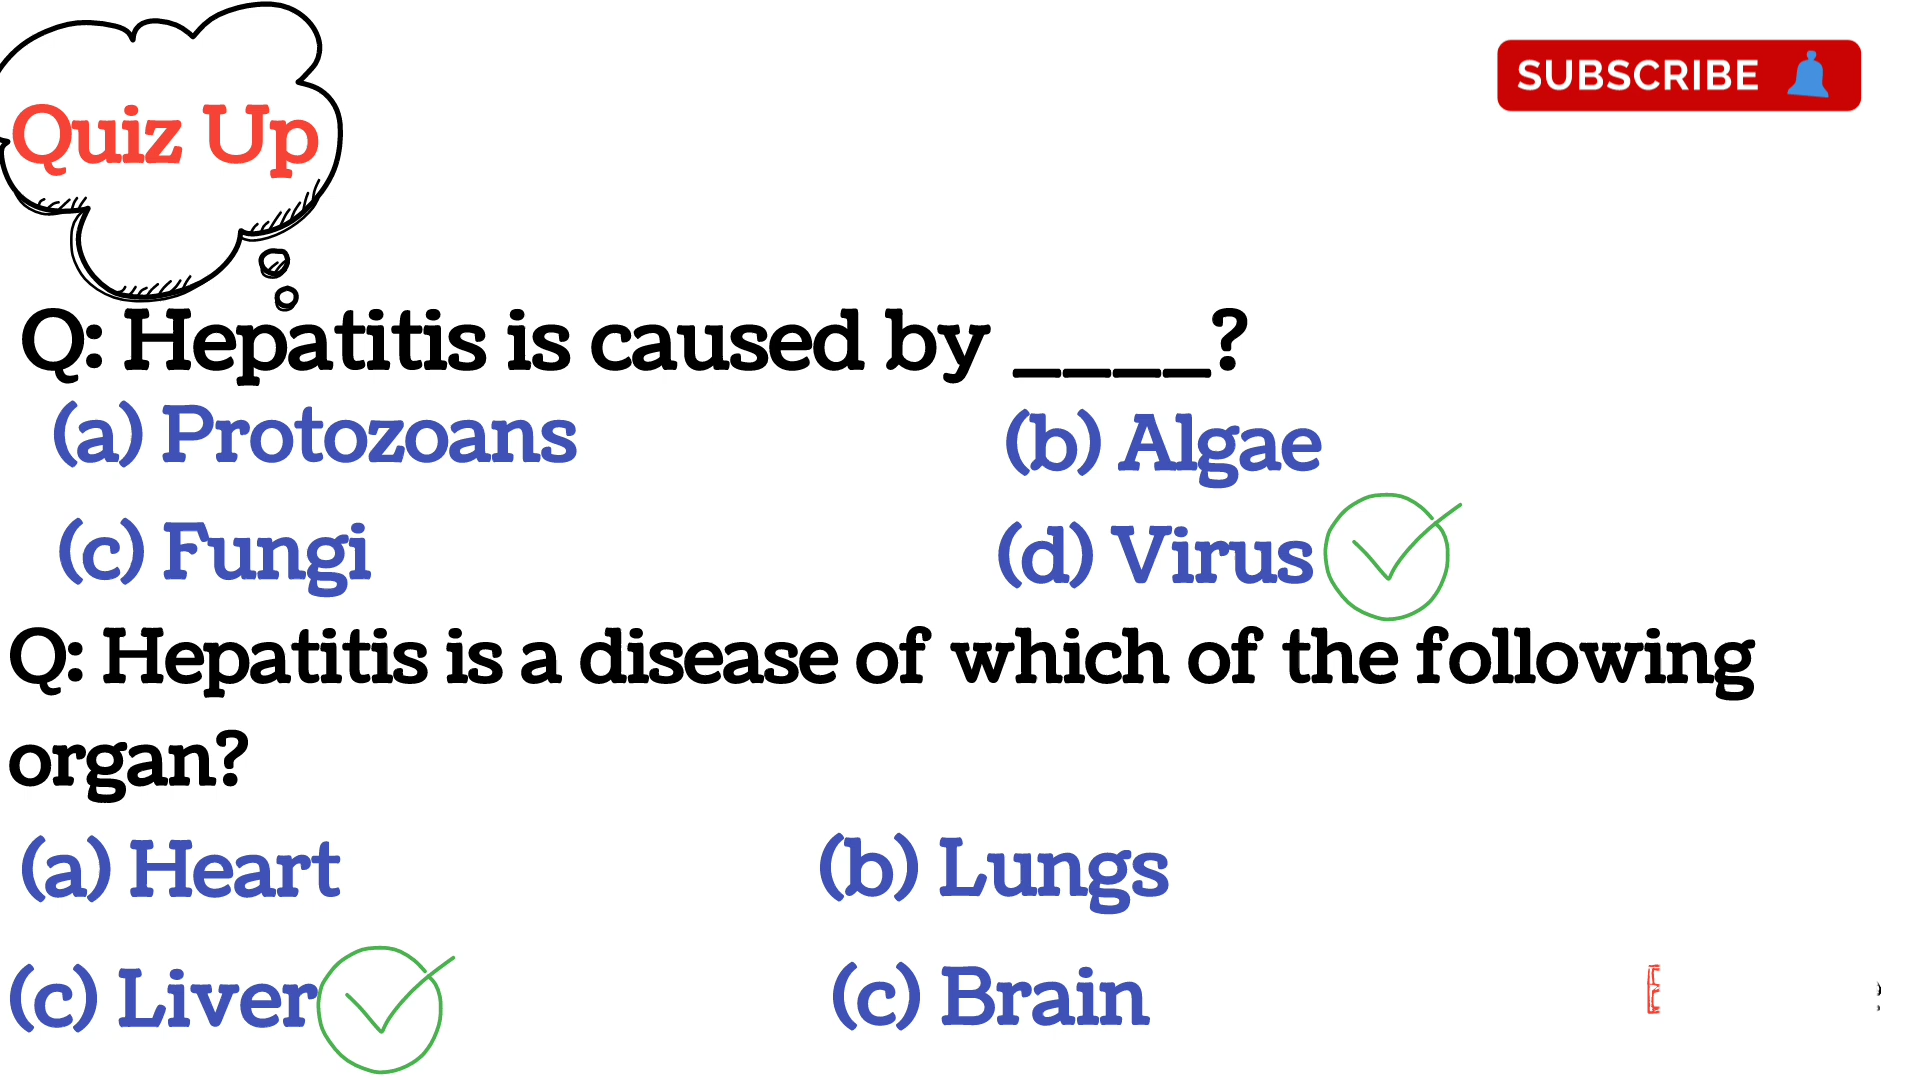 Quiz Up
SUBSCRIBE
Q: Hepatitis is caused by ____?
(a) Protozoans
(b) Algae
(c) Fungi
(d) Virus
Q: Hepatitis is a disease of which of the following
organ?
(a) Heart
(b) Lungs
(c) Liver
(c) Brain